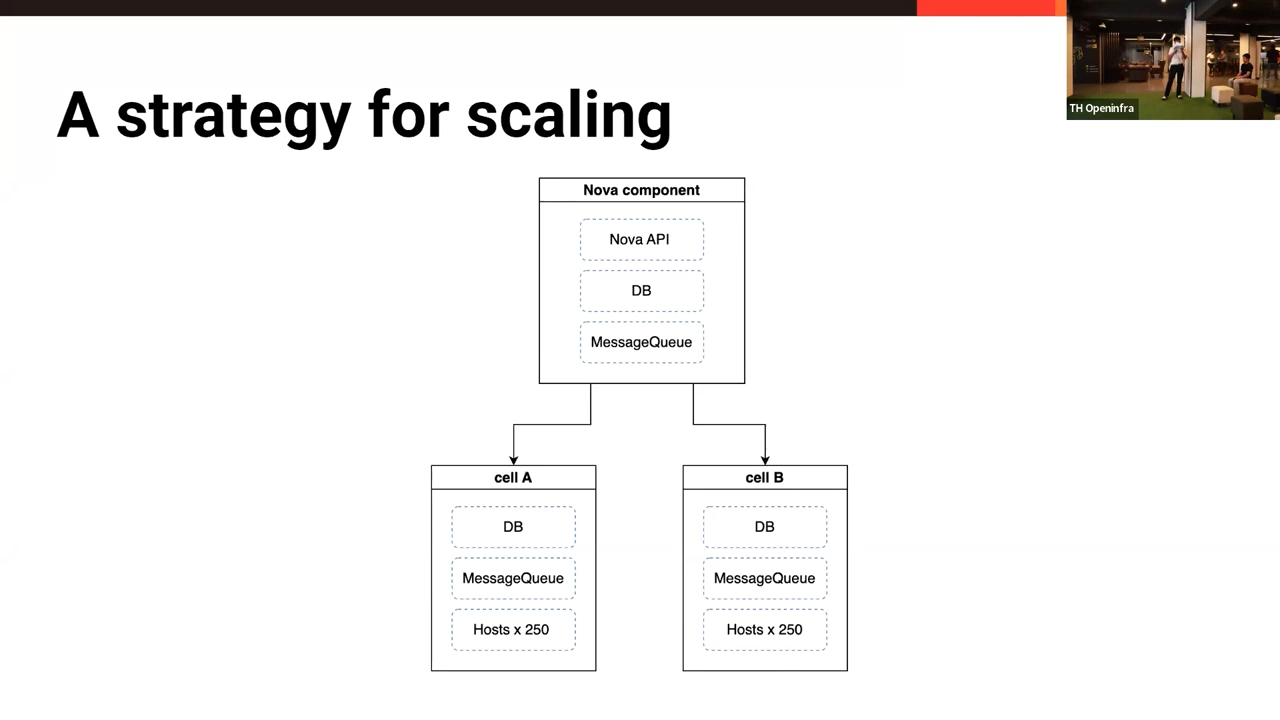 A strategy for scaling
TH Openinfra
Nova component
Nova API
DB
MessageQueue
cell A
DB
MessageQueue
Hosts x 250
cell B
DB
MessageQueue
Hosts x 250